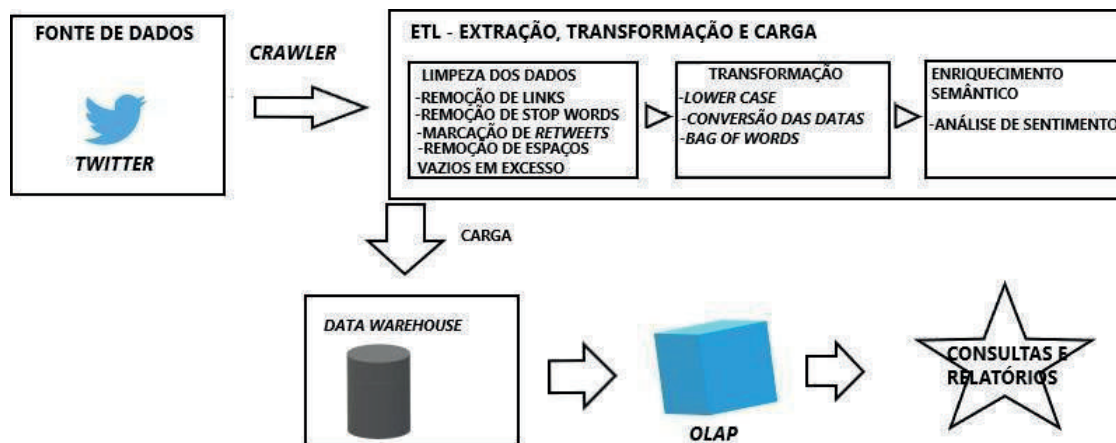 FONTE DE DADOS
TWITTER
CRAWLER
ETL - EXTRAÇÃO, TRANSFORMAÇÃO E CARGA
LIMPEZA DOS DADOS
-REMOÇÃO DE LINKS
-REMOÇÃO DE STOP WORDS
-MARCAÇÃO DE RETWEETS
-REMOÇÃO DE ESPAÇOS
VAZIOS EM EXCESSO
TRANSFORMAÇÃO
-LOWER CASE
-CONVERSÃO DAS DATAS
-BAG OF WORDS
ENRIQUECIMENTO
SEMÂNTICO
-ANÁLISE DE SENTIMENTO
CARGA
DATA WAREHOUSE
OLAP
CONSULTAS E
RELATÓRIOS